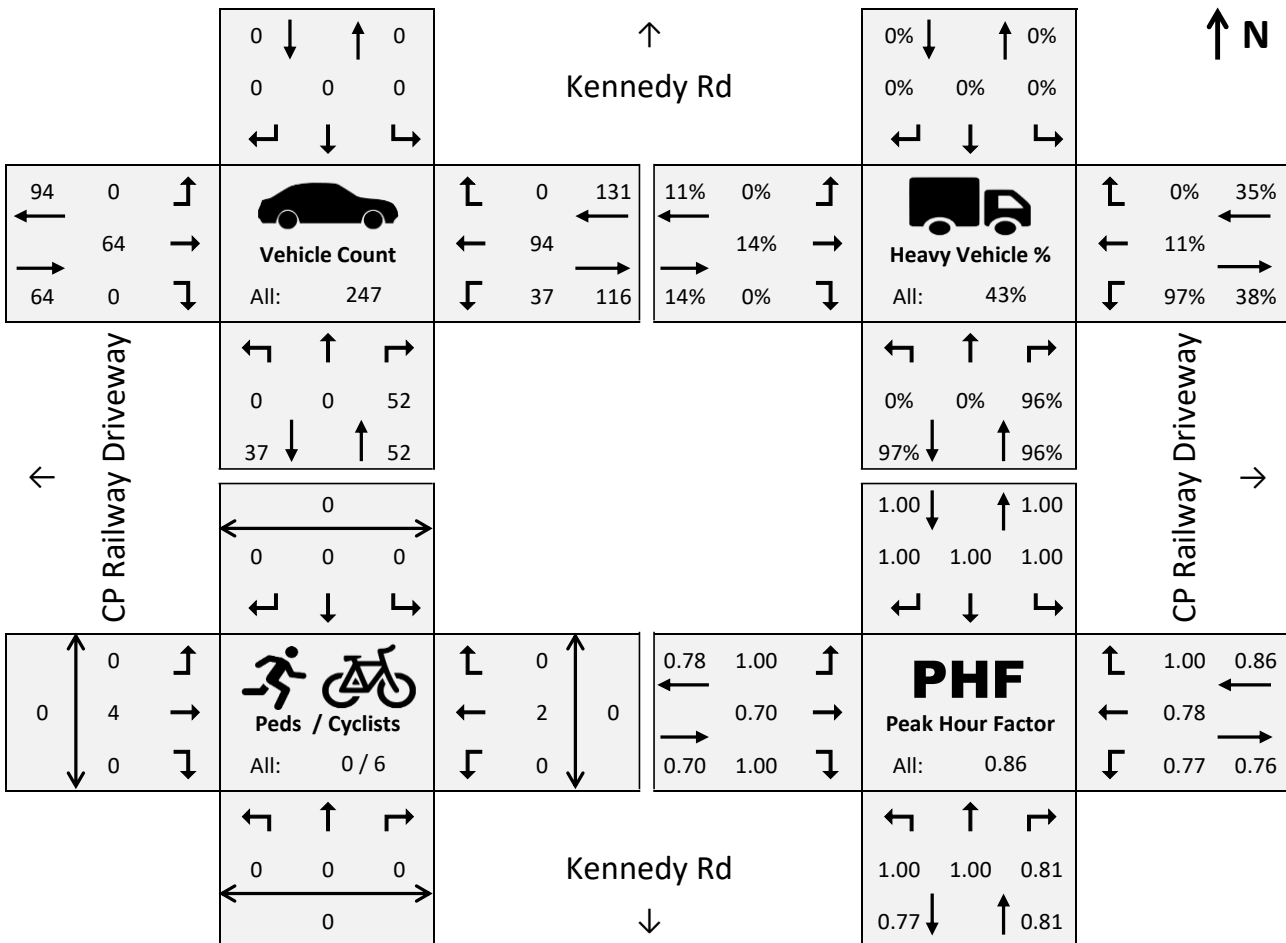 0 0 0% 0% N
Kennedy Rd
0 0 0 0% 0% 0%
94 0 0 131 11% 0% 0% 35%
64 94 14% 11%
Vehicle Count Heavy Vehicle %
64 0 All: 247 37 116 14% 0% All: 43% 97% 38%
CP Railway Driveway
CP Railway Driveway
0 0 52 0% 0% 96%
37 52 97% 96%
0 1.00 1.00
0 0 0 1.00 1.00 1.00
0 0 0.78 1.00 PHF 1.00 0.86
0 4 2 0 0.70 0.78
Peds / Cyclists Peak Hour Factor
0 All: 0 / 6 0 0.70 1.00 All: 0.86 0.77 0.76
0 0 0 Kennedy Rd 1.00 1.00 0.81
0 0.77 0.81